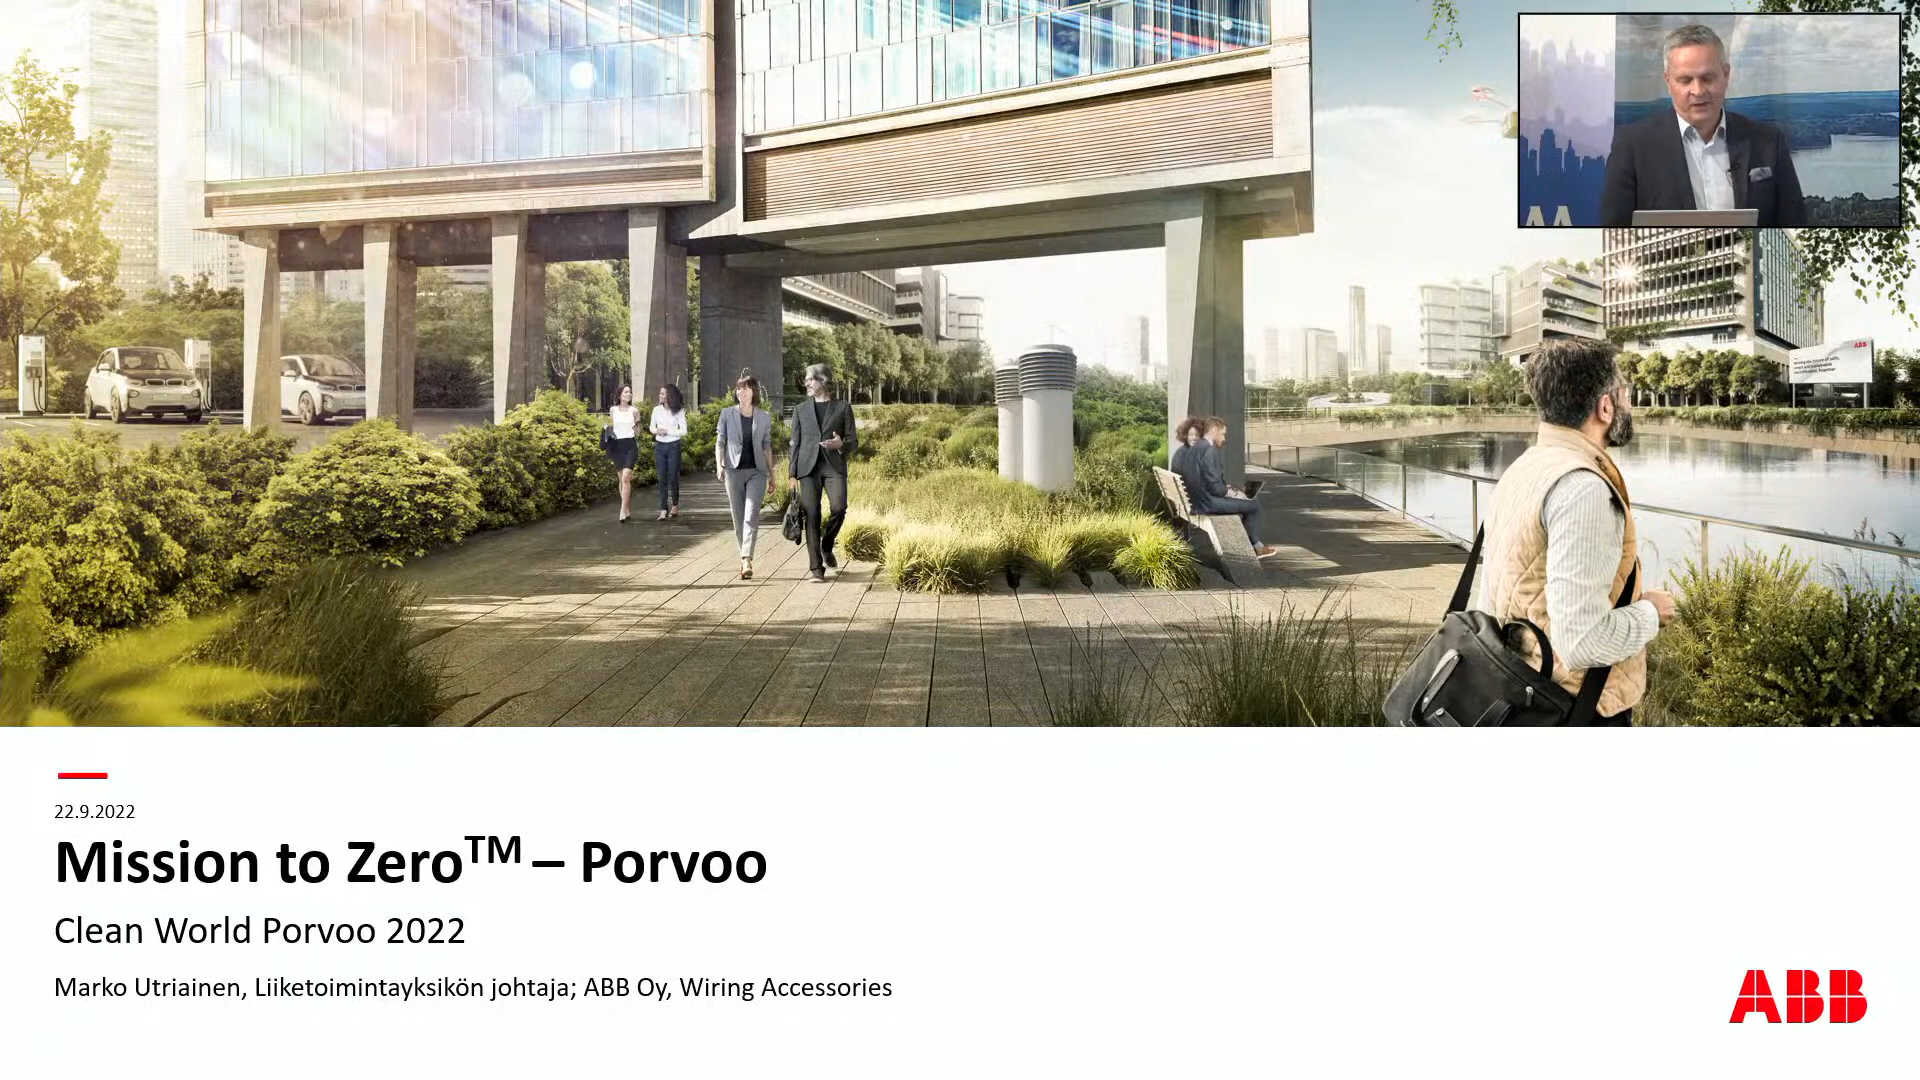 ABB
22.9.2022
Mission to Zero™ – Porvoo
Clean World Porvoo 2022
Marko Utriainen, Liiketoimintayksikön johtaja; ABB Oy, Wiring Accessories
ABB